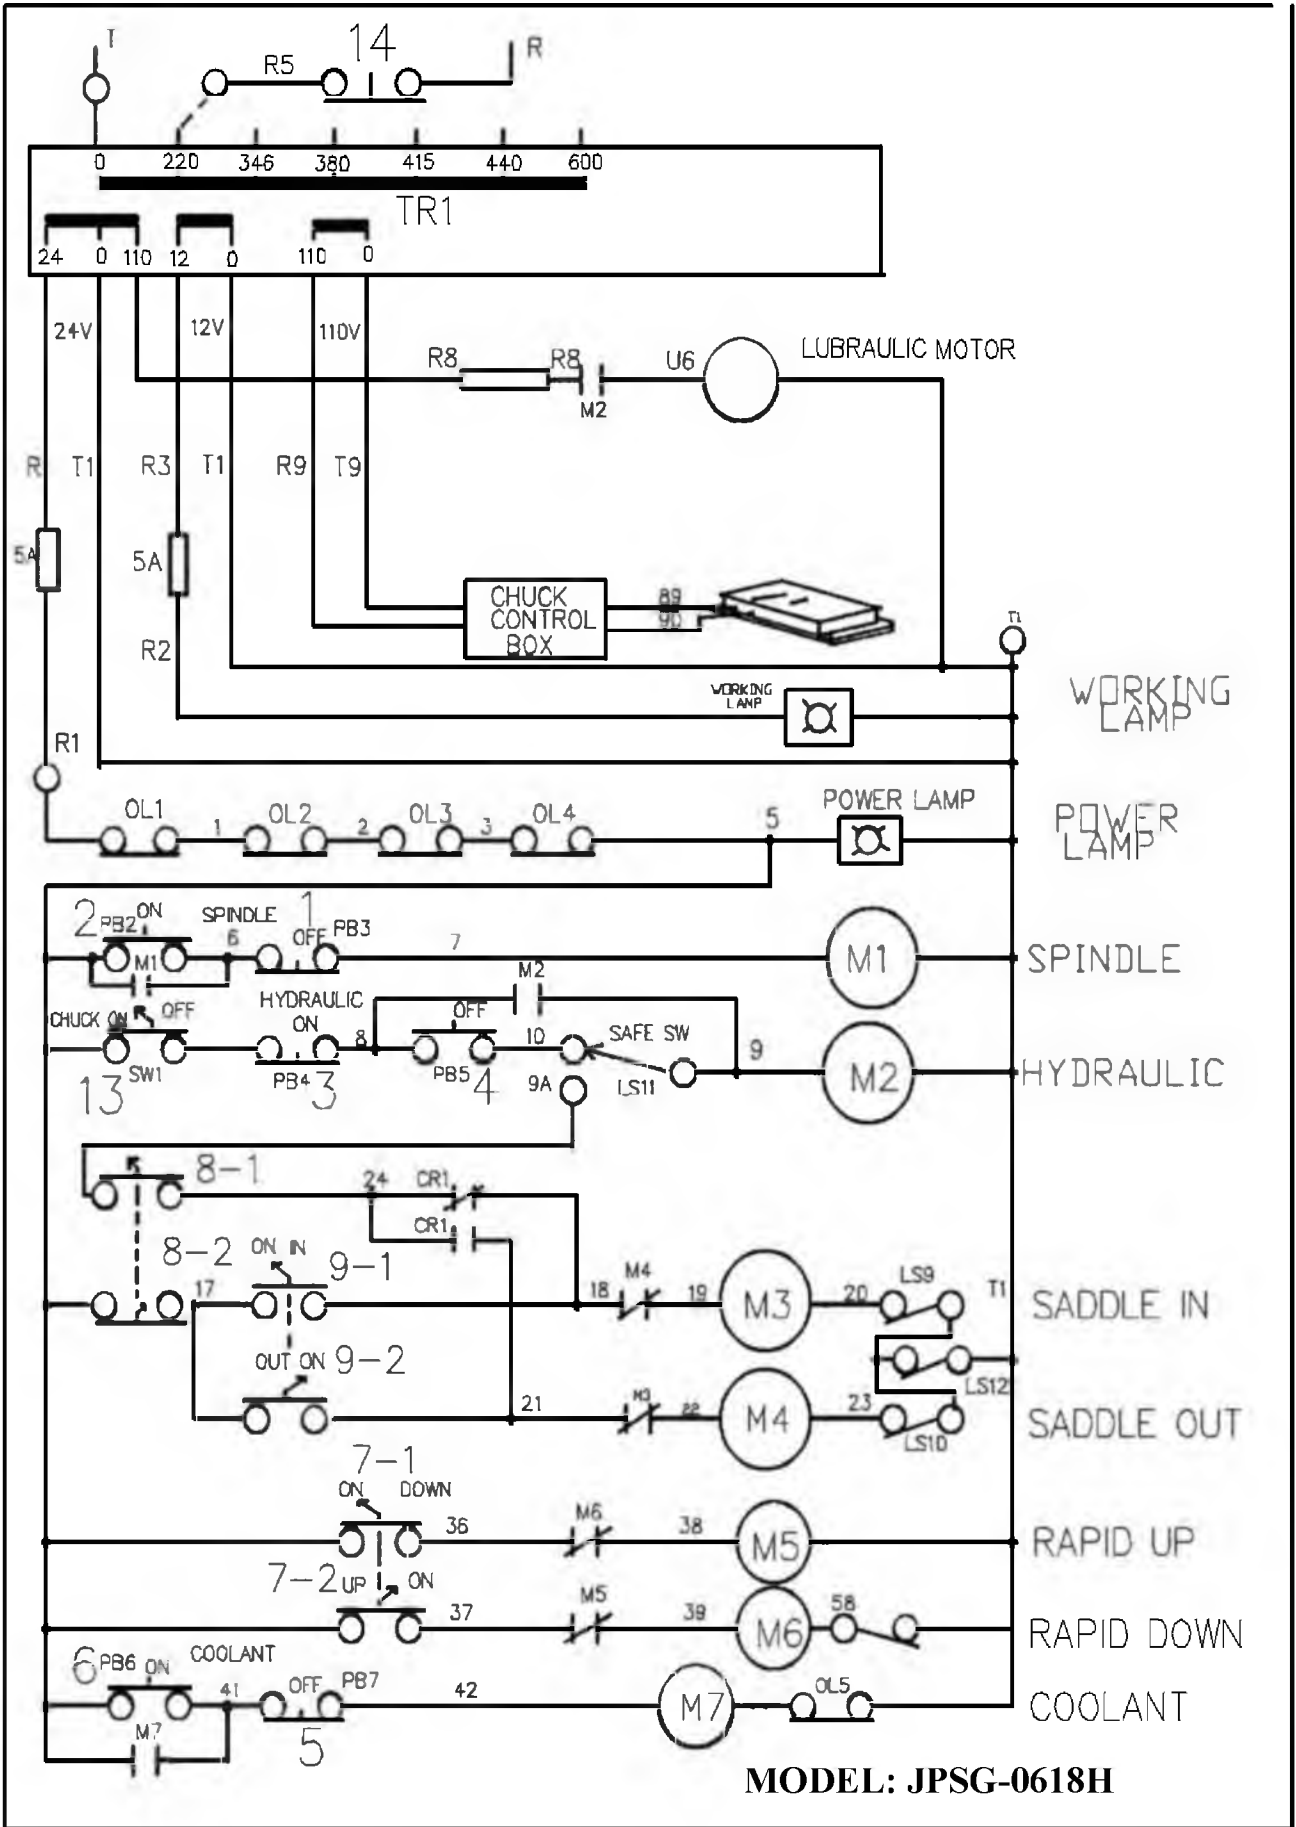 T
R5
14
R
0 220 346 380 415 440 600
TR1
24 0 110 12 0 110 0
24V 12V 110V
R8 R8 U6 LUBRAULIC MOTOR
M2
R T1 R3 T1 R9 T9
5A 5A
CHUCK CONTROL BOX
89
90
R2
T1
WORKING LAMP
WORKING LAMP
R1
OL1 1 OL2 2 OL3 3 OL4 5
POWER LAMP
POWER LAMP
2 PB2 ON SPINDLE 6 1 OFF PB3 7
M1
M1 SPINDLE
CHUCK ON OFF HYDRAULIC ON 8 M2 OFF 10 SAFE SW 9
SW1 13 PB4 3 PB5 4 9A LS11
M2 HYDRAULIC
8-1 24 CR1
CR1
8-2 ON IN 9-1
17 18 M4 19 M3 20 LS9 T1 SADDLE IN
OUT ON 9-2
LS12
21 M3 22 M4 23 LS10 SADDLE OUT
7-1
ON DOWN
36 M6 38 M5 RAPID UP
7-2 UP ON
37 M5 39 M6 58 RAPID DOWN
6 PB6 ON COOLANT 41 OFF PB7 42 M7 OL5 COOLANT
M7 5
MODEL: JPSG-0618H